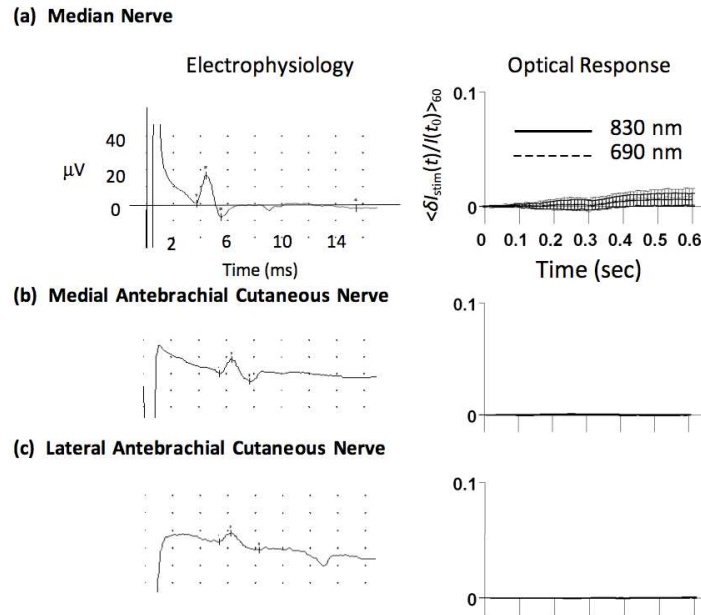 (a) Median Nerve
Electrophysiology
Optical Response
40
20
0
µV
2 6 10 14
Time (ms)
0.1
0
<δI_stim(t)/I(t₀)>₆₀
830 nm
690 nm
0 0.1 0.2 0.3 0.4 0.5 0.6
Time (sec)
(b) Medial Antebrachial Cutaneous Nerve
0.1
0
(c) Lateral Antebrachial Cutaneous Nerve
0.1
0